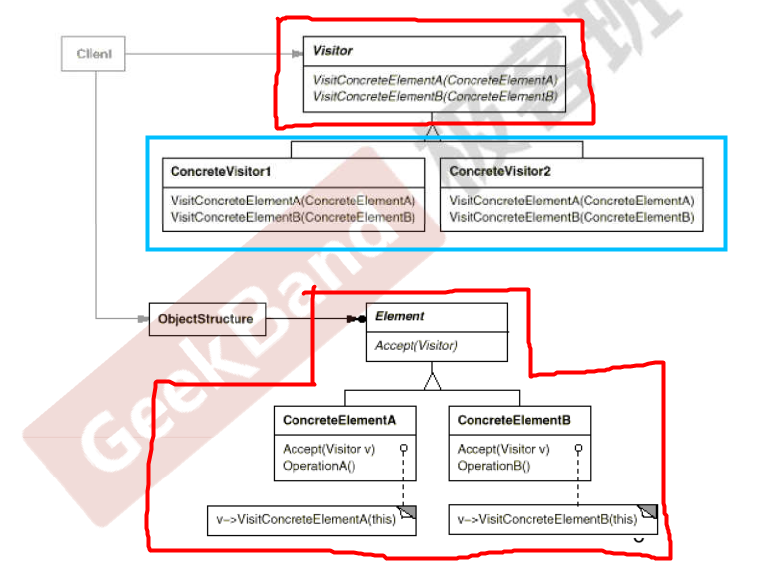 Client
Visitor
VisitConcreteElementA(ConcreteElementA)
VisitConcreteElementB(ConcreteElementB)
ConcreteVisitor1
VisitConcreteElementA(ConcreteElementA)
VisitConcreteElementB(ConcreteElementB)
ConcreteVisitor2
VisitConcreteElementA(ConcreteElementA)
VisitConcreteElementB(ConcreteElementB)
ObjectStructure
Element
Accept(Visitor)
ConcreteElementA
Accept(Visitor v)
OperationA()
ConcreteElementB
Accept(Visitor v)
OperationB()
v->VisitConcreteElementA(this)
v->VisitConcreteElementB(this)
GeekBand
极客班